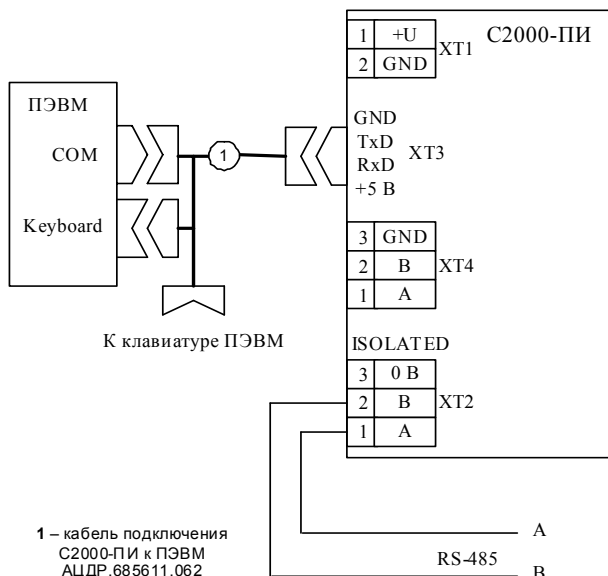 С2000-ПИ
1 +U
2 GND
XT1
ПЭВМ
COM
Keyboard
1
GND
TxD
RxD
+5 В
XT3
3 GND
2 B
1 A
XT4
К клавиатуре ПЭВМ
ISOLATED
3 0 В
2 B
1 A
XT2
1 – кабель подключения
С2000-ПИ к ПЭВМ
АЦДР.685611.062
A
RS-485
B